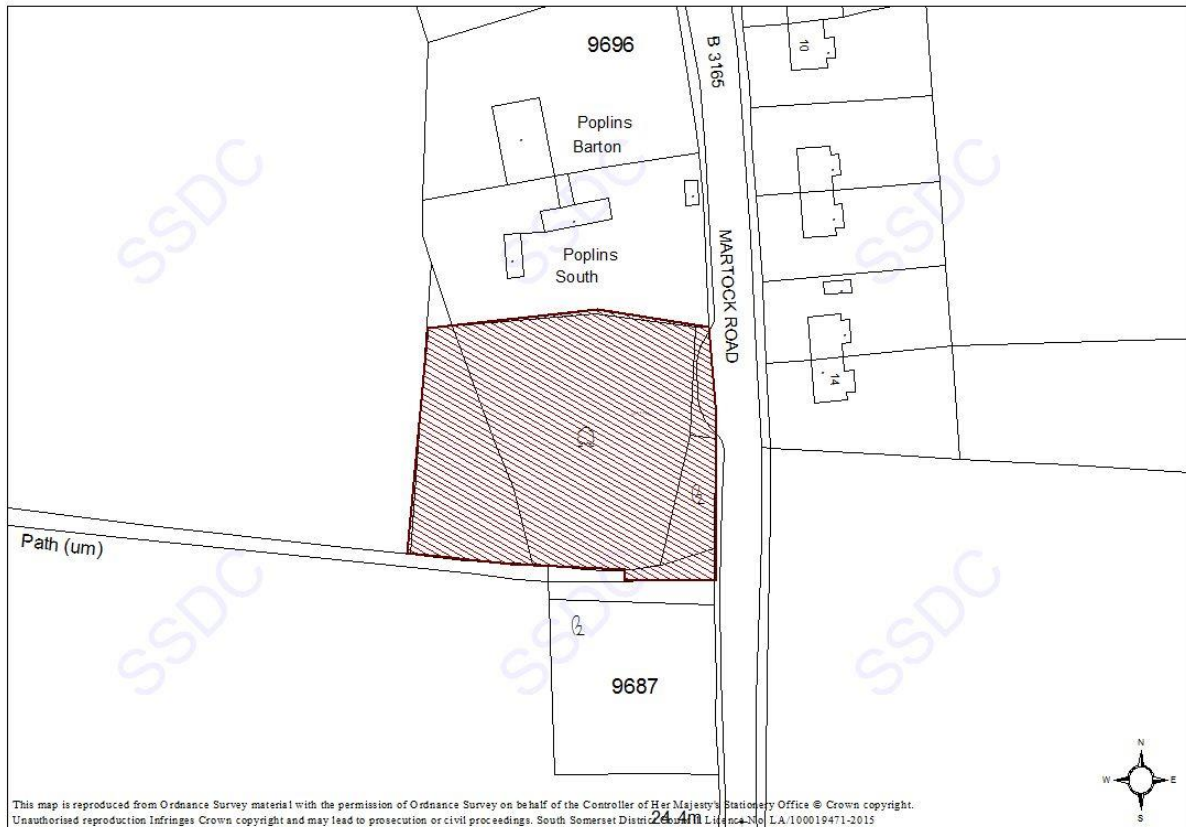 9696
B 3165
10
Poplins
Barton
SSDC
SSDC
SSDC
MARTOCK ROAD
Poplins
South
14
Path (um)
SSDC
SSDC
SSDC
9687
N
W
E
S
24.4m
This map is reproduced from Ordnance Survey material with the permission of Ordnance Survey on behalf of the Controller of Her Majesty's Stationery Office © Crown copyright.
Unauthorised reproduction Infringes Crown copyright and may lead to prosecution or civil proceedings. South Somerset District Council Licence No LA/100019471-2015